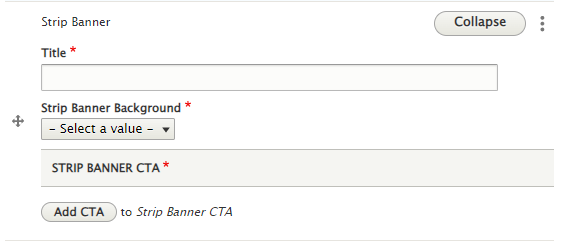 Strip Banner
Collapse
Title *
Strip Banner Background *
- Select a value -
STRIP BANNER CTA *
Add CTA to Strip Banner CTA